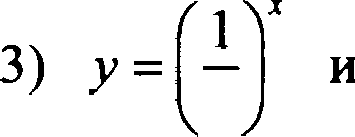 3) y = (1/ )^x и